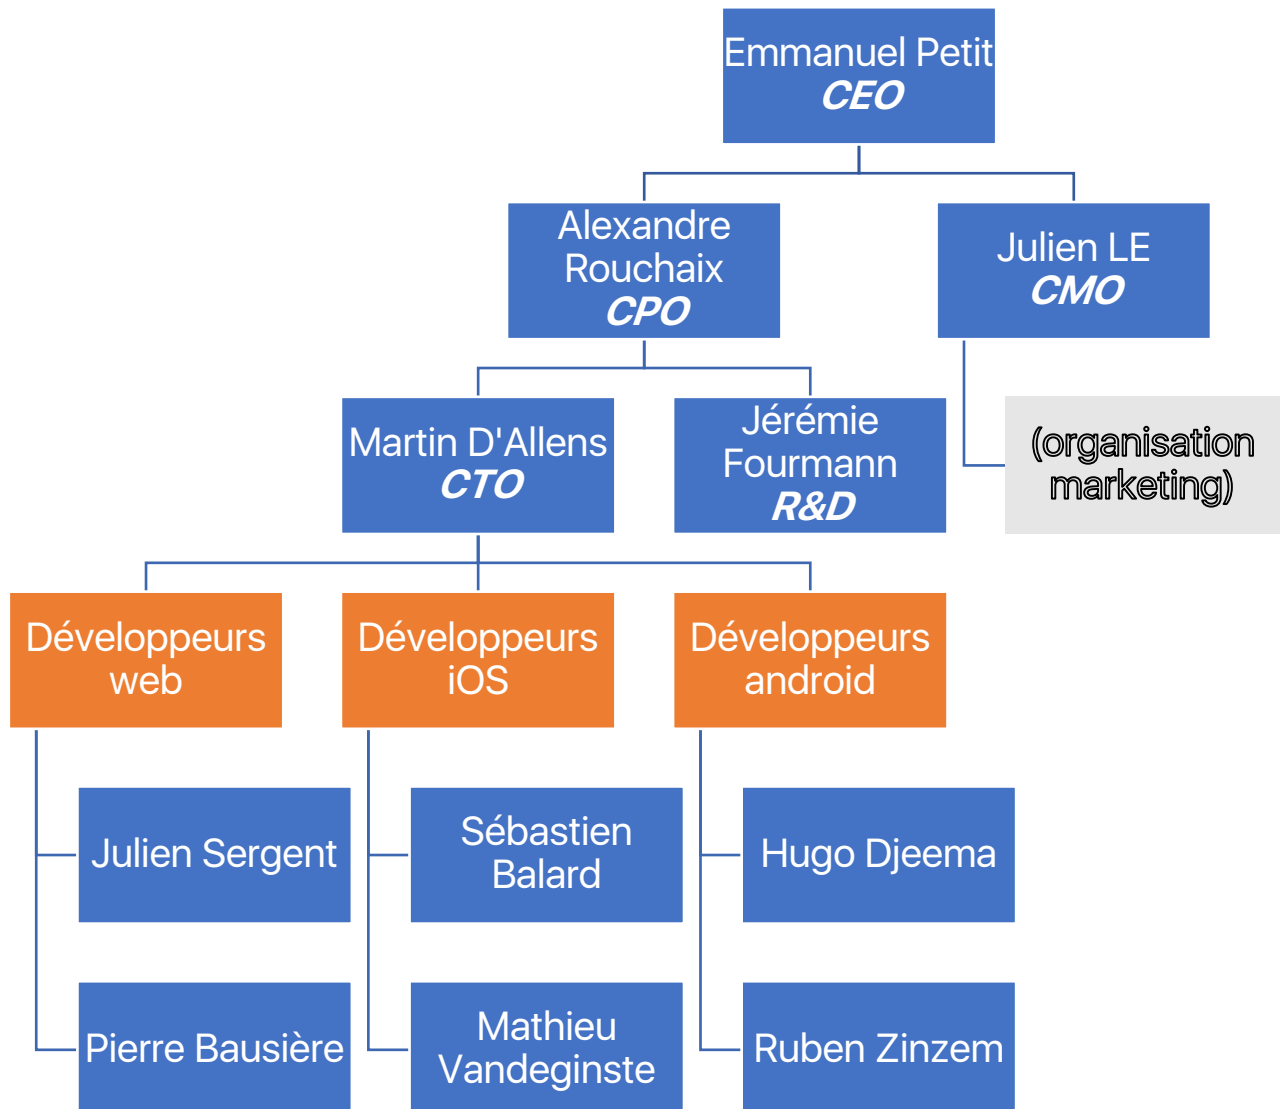 Emmanuel Petit
CEO
Alexandre
Rouchaix
CPO
Julien LE
CMO
Martin D'Allens
CTO
Jérémie
Fourmann
R&D
(organisation
marketing)
Développeurs
web
Développeurs
iOS
Développeurs
android
Julien Sergent
Sébastien
Balard
Hugo Djeema
Pierre Bausière
Mathieu
Vandeginste
Ruben Zinzem